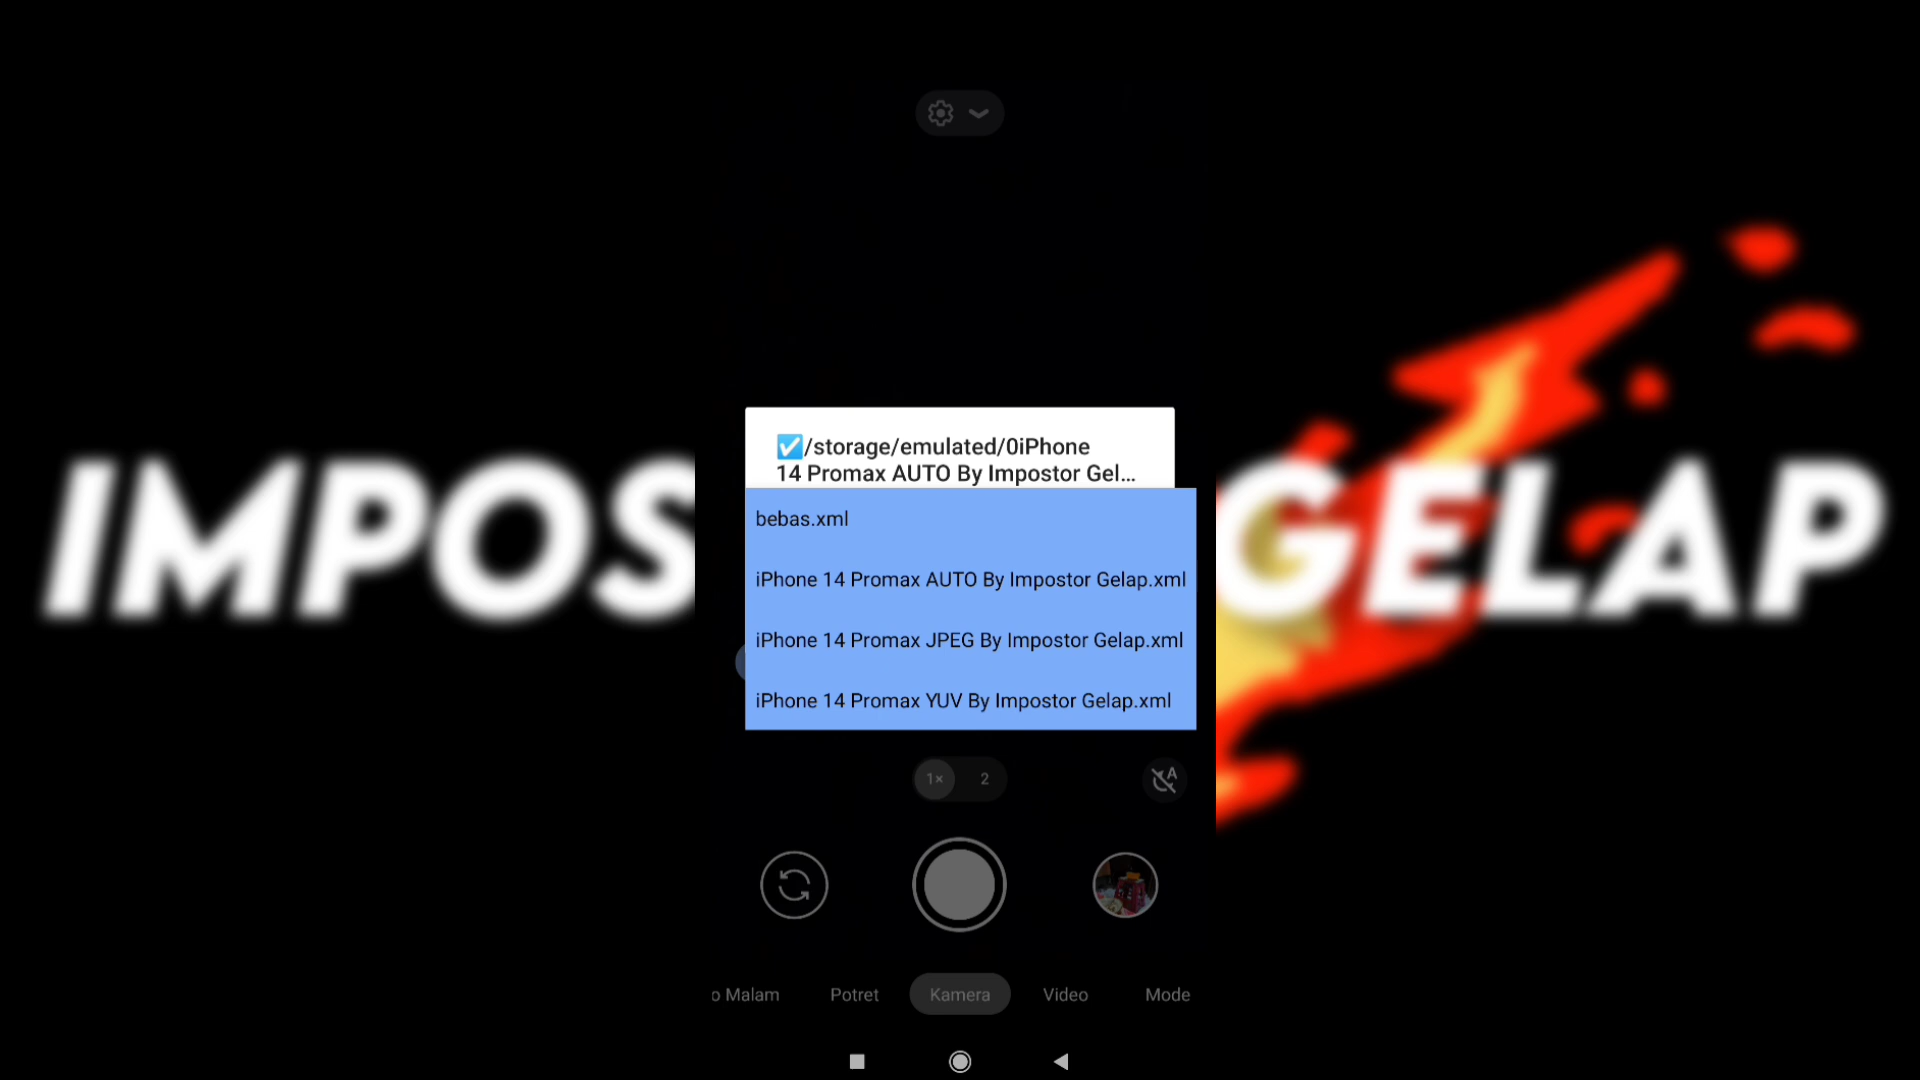 IMPOS GELAP
☑/storage/emulated/0iPhone
14 Promax AUTO By Impostor Gel...
bebas.xml
iPhone 14 Promax AUTO By Impostor Gelap.xml
iPhone 14 Promax JPEG By Impostor Gelap.xml
iPhone 14 Promax YUV By Impostor Gelap.xml
1× 2
A
o Malam Potret Kamera Video Mode